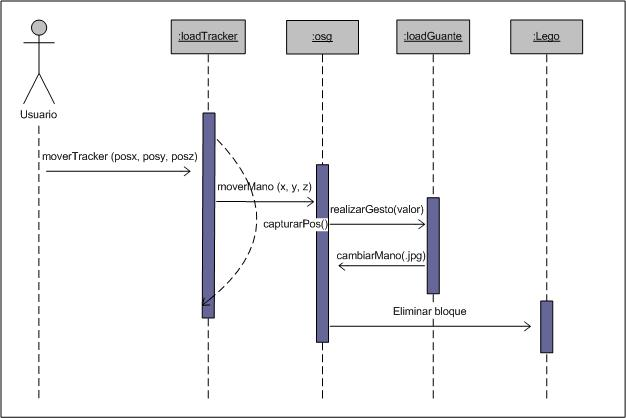 :loadTracker
:osg
:loadGuante
:Lego
Usuario
moverTracker (posx, posy, posz)
moverMano (x, y, z)
realizarGesto(valor)
capturarPos()
cambiarMano(.jpg)
Eliminar bloque